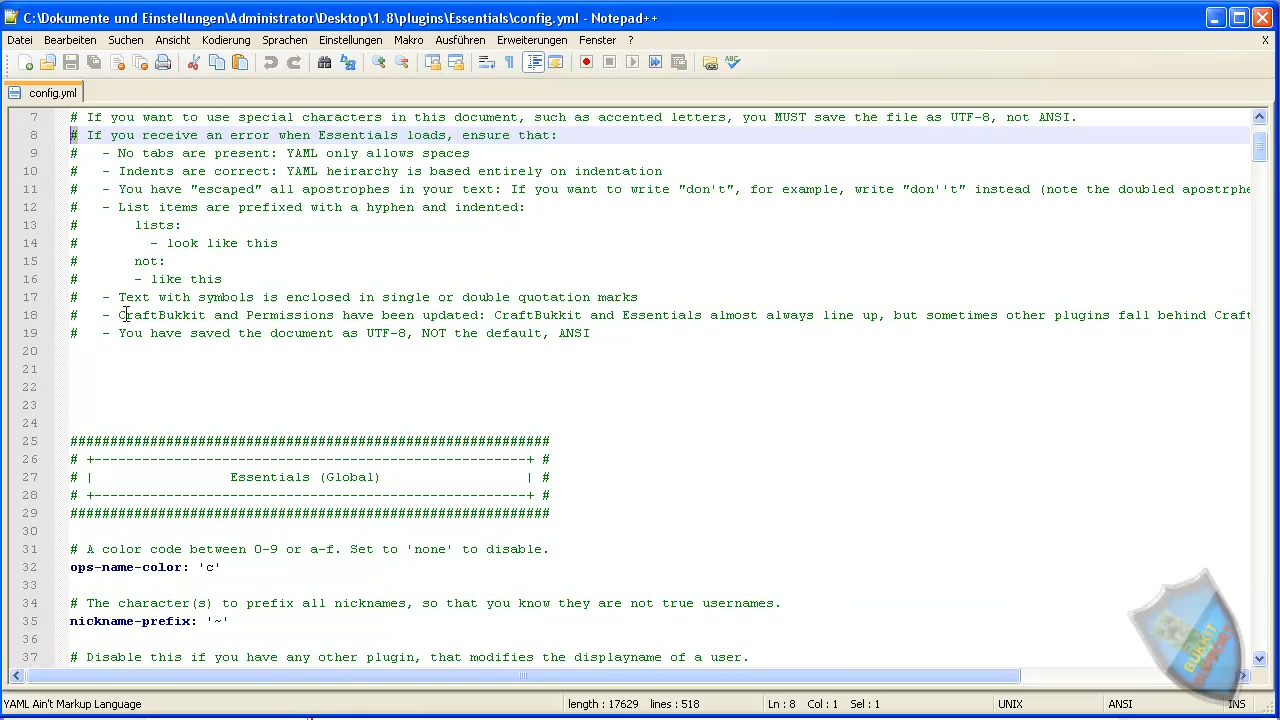 C:\Dokumente und Einstellungen\Administrator\Desktop\1.8\plugins\Essentials\config.yml - Notepad++
Datei Bearbeiten Suchen Ansicht Kodierung Sprachen Einstellungen Makro Ausführen Erweiterungen Fenster ? X
config.yml
7 # If you want to use special characters in this document, such as accented letters, you MUST save the file as UTF-8, not ANSI.
8 # If you receive an error when Essentials loads, ensure that:
9 #   - No tabs are present: YAML only allows spaces
10 #   - Indents are correct: YAML heirarchy is based entirely on indentation
11 #   - You have "escaped" all apostrophes in your text: If you want to write "don't", for example, write "don''t" instead (note the doubled apostrphe
12 #   - List items are prefixed with a hyphen and indented:
13 #       lists:
14 #         - look like this
15 #       not:
16 #       - like this
17 #   - Text with symbols is enclosed in single or double quotation marks
18 #   - CraftBukkit and Permissions have been updated: CraftBukkit and Essentials almost always line up, but sometimes other plugins fall behind Craft
19 #   - You have saved the document as UTF-8, NOT the default, ANSI
20
21
22
23
24
25 ############################################################
26 # +------------------------------------------------------+ #
27 # |                  Essentials (Global)                   | #
28 # +------------------------------------------------------+ #
29 ############################################################
30
31 # A color code between 0-9 or a-f. Set to 'none' to disable.
32 ops-name-color: 'c'
33
34 # The character(s) to prefix all nicknames, so that you know they are not true usernames.
35 nickname-prefix: '~'
36
37 # Disable this if you have any other plugin, that modifies the displayname of a user.
BUKKIT
YAML Ain't Markup Language length : 17629 lines : 518 Ln : 8 Col : 1 Sel : 1 UNIX ANSI INS